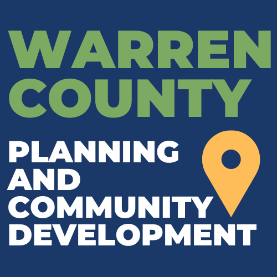 WARREN
COUNTY
PLANNING
AND
COMMUNITY
DEVELOPMENT